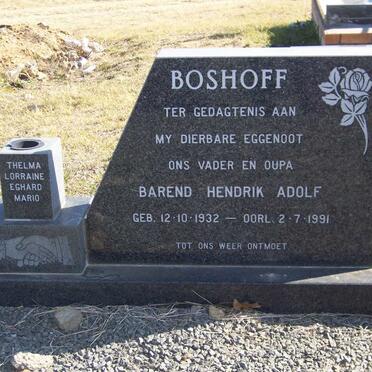 BOSHOFF
TER GEDAGTENIS AAN
MY DIERBARE EGGENOOT
ONS VADER EN OUPA
BAREND HENDRIK ADOLF
GEB. 12-10-1932 — OORL. 2-7-1991
TOT ONS WEER ONTMOET
THELMA
LORRAINE
EGHARD
MARIO